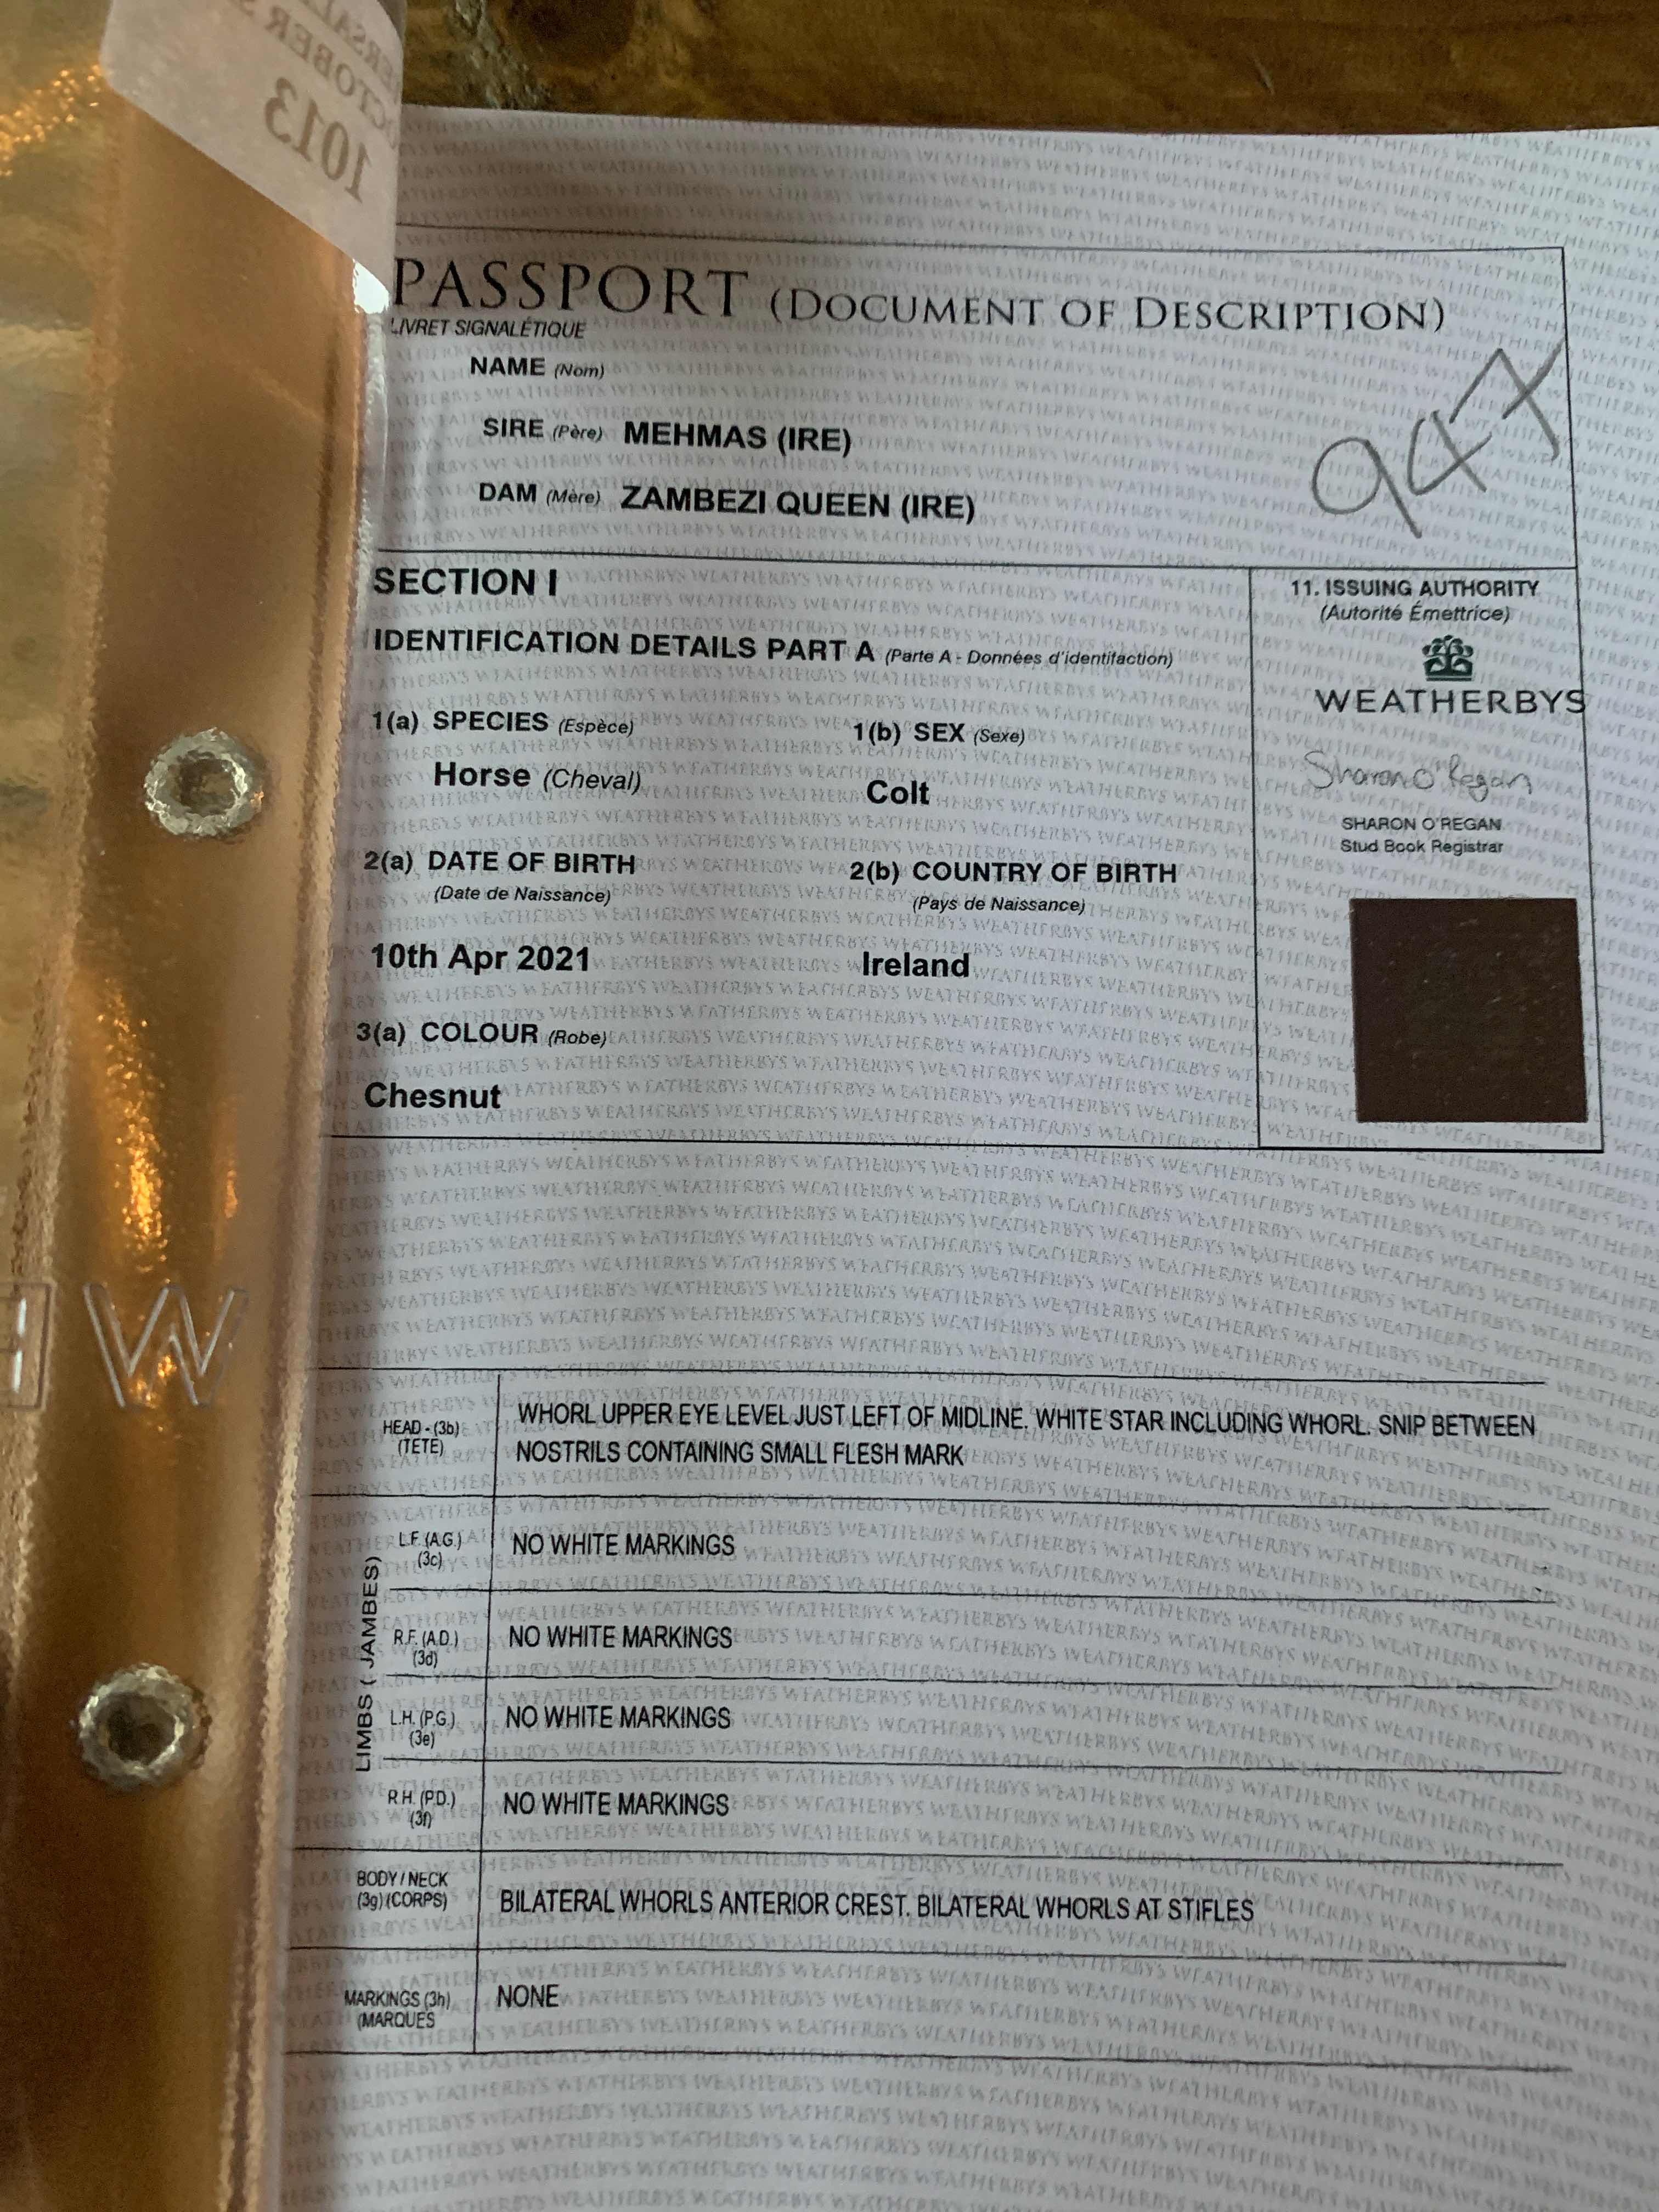 OCTOBER
1013
PASSPORT (DOCUMENT OF DESCRIPTION)
LIVRET SIGNALÉTIQUE
NAME (Nom)
SIRE (Père) MEHMAS (IRE)
DAM (Mère) ZAMBEZI QUEEN (IRE)
947
SECTION I
IDENTIFICATION DETAILS PART A (Parte A - Données d'identifaction)
1(a) SPECIES (Espèce)
1(b) SEX (Sexe)
Horse (Cheval)
Colt
2(a) DATE OF BIRTH
(Date de Naissance)
2(b) COUNTRY OF BIRTH
(Pays de Naissance)
10th Apr 2021
Ireland
3(a) COLOUR (Robe)
Chesnut
11. ISSUING AUTHORITY
(Autorité Émettrice)
WEATHERBYS
Sharon O'Regan
SHARON O'REGAN
Stud Book Registrar
HEAD - (3b)
(TETE)
WHORL UPPER EYE LEVEL JUST LEFT OF MIDLINE. WHITE STAR INCLUDING WHORL. SNIP BETWEEN
NOSTRILS CONTAINING SMALL FLESH MARK
LIMBS ( JAMBES)
L.F. (A.G.)
(3c)
NO WHITE MARKINGS
R.F. (A.D.)
(3d)
NO WHITE MARKINGS
L.H. (P.G.)
(3e)
NO WHITE MARKINGS
R.H. (P.D.)
(3f)
NO WHITE MARKINGS
BODY / NECK
(3g) (CORPS)
BILATERAL WHORLS ANTERIOR CREST. BILATERAL WHORLS AT STIFLES
MARKINGS (3h)
(MARQUES
NONE